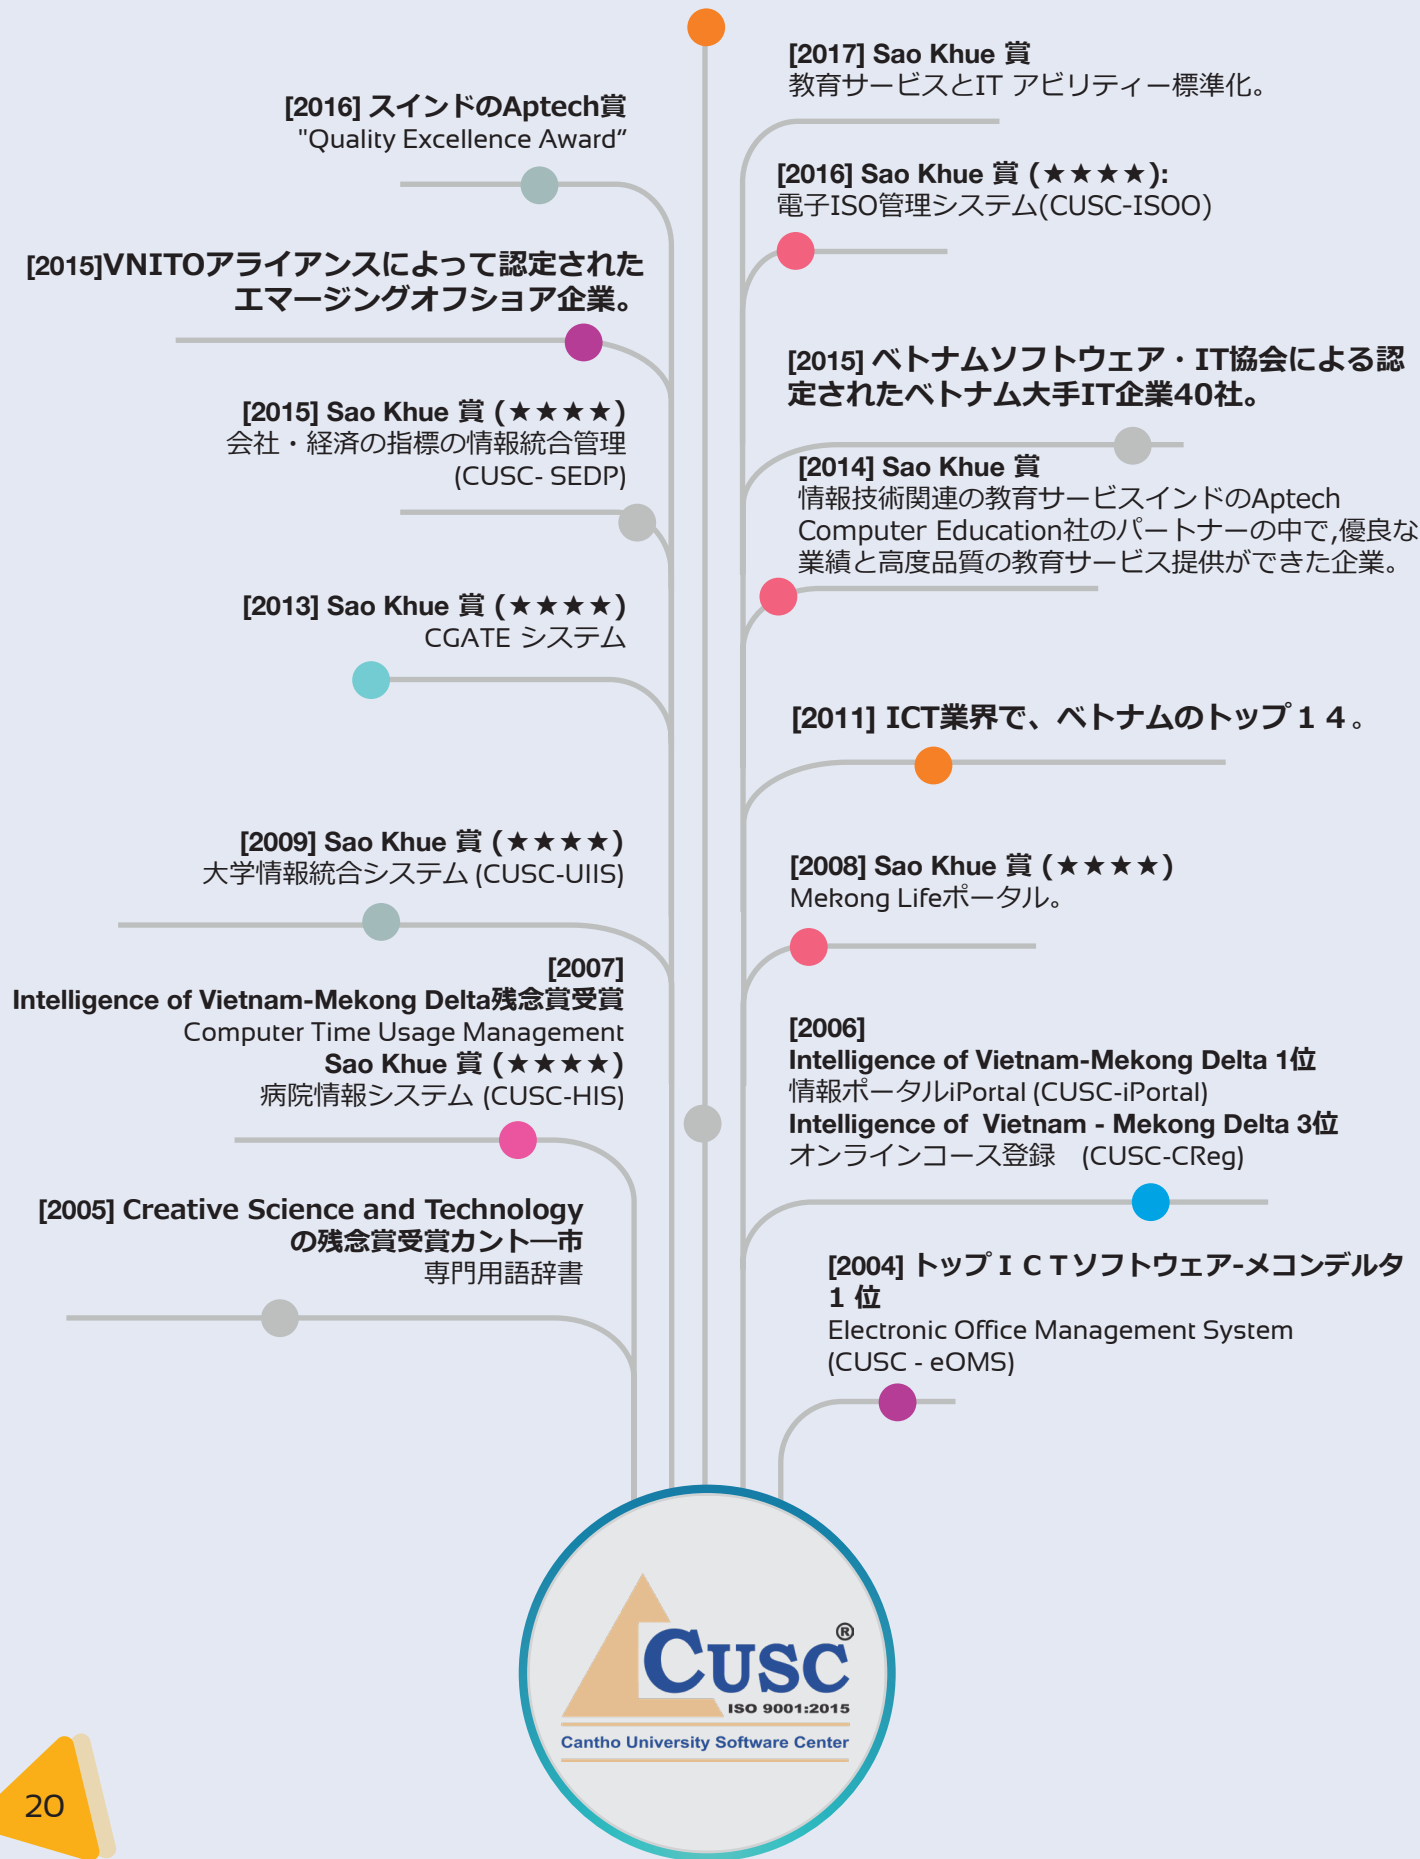 [2017] Sao Khue 賞
教育サービスとIT アビリティー標準化。
[2016] スインドのAptech賞
"Quality Excellence Award“
[2016] Sao Khue 賞 (★★★★):
電子ISO管理システム(CUSC-ISOO)
[2015]VNITOアライアンスによって認定された
エマージングオフショア企業。
[2015] ベトナムソフトウェア・IT協会による認
定されたベトナム大手IT企業40社。
[2015] Sao Khue 賞 (★★★★)
会社・経済の指標の情報統合管理
(CUSC- SEDP)
[2014] Sao Khue 賞
情報技術関連の教育サービスインドのAptech
Computer Education社のパートナーの中で,優良な
業績と高度品質の教育サービス提供ができた企業。
[2013] Sao Khue 賞 (★★★★)
CGATE システム
[2011] ICT業界で、ベトナムのトップ１４。
[2009] Sao Khue 賞 (★★★★)
大学情報統合システム (CUSC-UIIS)
[2008] Sao Khue 賞 (★★★★)
Mekong Lifeポータル。
[2007]
Intelligence of Vietnam-Mekong Delta残念賞受賞
Computer Time Usage Management
Sao Khue 賞 (★★★★)
病院情報システム (CUSC-HIS)
[2006]
Intelligence of Vietnam-Mekong Delta 1位
情報ポータルiPortal (CUSC-iPortal)
Intelligence of Vietnam - Mekong Delta 3位
オンラインコース登録　(CUSC-CReg)
[2005] Creative Science and Technology
の残念賞受賞カント―市
専門用語辞書
[2004] トップＩＣＴソフトウェア-メコンデルタ
1 位
Electronic Office Management System
(CUSC - eOMS)
CUSC®
ISO 9001:2015
Cantho University Software Center
20